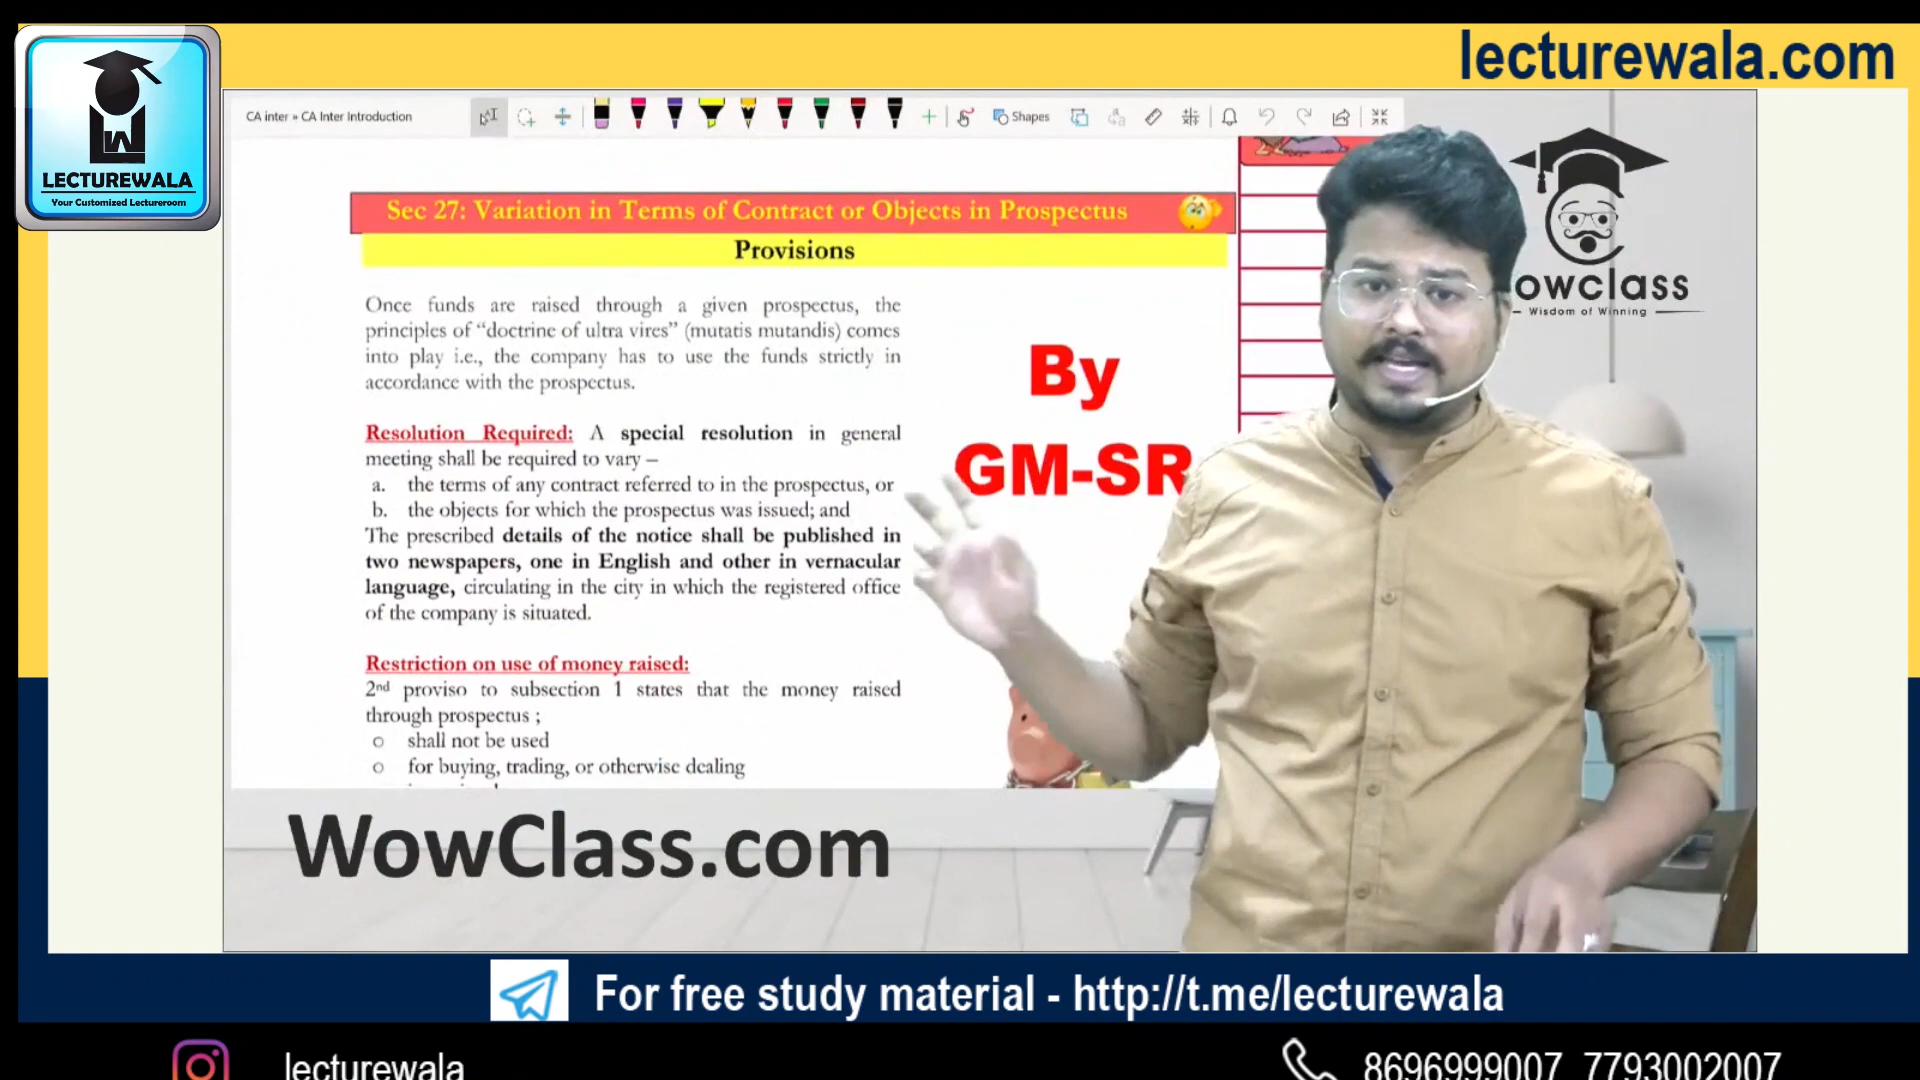 lecturewala.com
LW
LECTUREWALA
Your Customized Lectureroom
CA inter » CA Inter Introduction
Shapes
Sec 27: Variation in Terms of Contract or Objects in Prospectus
Provisions
Once funds are raised through a given prospectus, the
principles of “doctrine of ultra vires” (mutatis mutandis) comes
into play i.e., the company has to use the funds strictly in
accordance with the prospectus.
Resolution Required: A special resolution in general
meeting shall be required to vary –
a. the terms of any contract referred to in the prospectus, or
b. the objects for which the prospectus was issued; and
The prescribed details of the notice shall be published in
two newspapers, one in English and other in vernacular
language, circulating in the city in which the registered office
of the company is situated.
Restriction on use of money raised:
2nd proviso to subsection 1 states that the money raised
through prospectus ;
o shall not be used
o for buying, trading, or otherwise dealing
By
GM-SR
owclass
Wisdom of Winning
WowClass.com
For free study material - http://t.me/lecturewala
lecturewala
8696999007, 7793002007